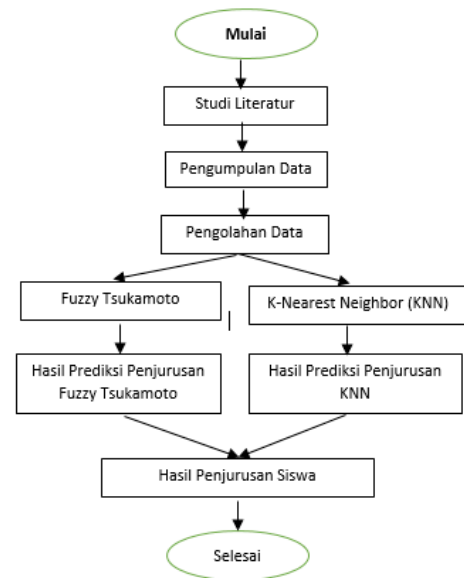 Mulai
Studi Literatur
Pengumpulan Data
Pengolahan Data
Fuzzy Tsukamoto
K-Nearest Neighbor (KNN)
Hasil Prediksi Penjurusan
Fuzzy Tsukamoto
Hasil Prediksi Penjurusan
KNN
Hasil Penjurusan Siswa
Selesai